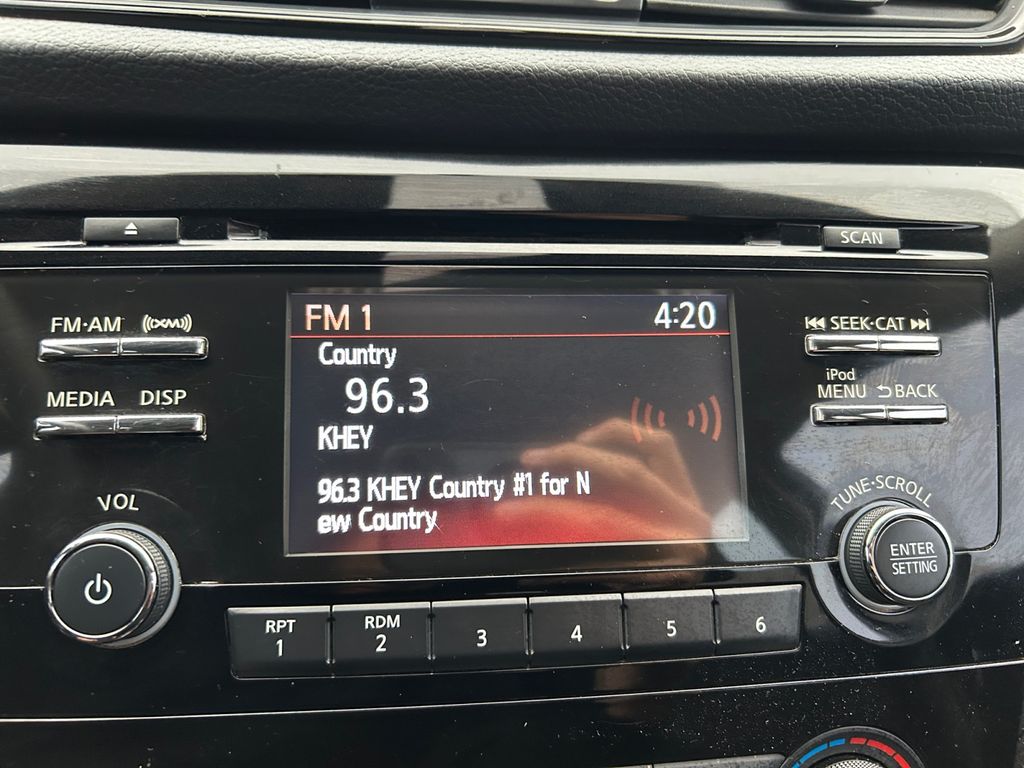 SCAN
FM·AM XM
SEEK·CAT
MEDIA DISP
iPod
MENU BACK
VOL
TUNE·SCROLL
ENTER
SETTING
FM 1 4:20
Country
96.3
KHEY
96.3 KHEY Country #1 for N
ew Country
RPT
1
RDM
2
3
4
5
6